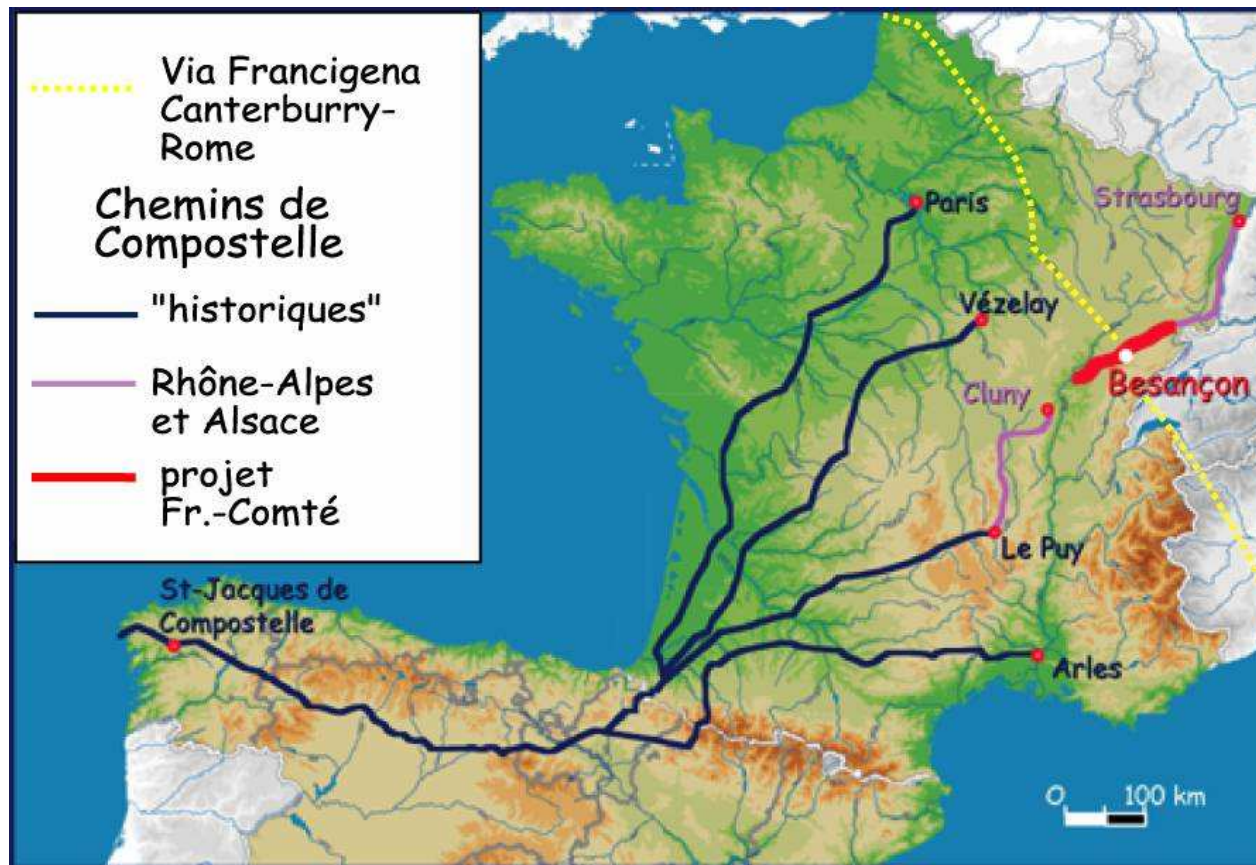 Via Francigena
Canterburry-
Rome
Chemins de
Compostelle
"historiques"
Rhône-Alpes
et Alsace
projet
Fr.-Comté
Paris
Strasbourg
Vézelay
Besançon
Cluny
Le Puy
St-Jacques de
Compostelle
Arles
0 100 km